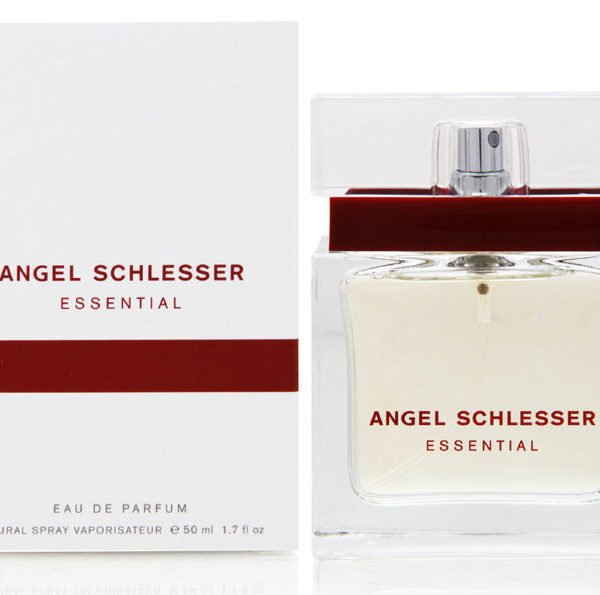 ANGEL SCHLESSER
ESSENTIAL
EAU DE PARFUM
URAL SPRAY VAPORISATEUR ℮ 50 ml 1.7 fl oz
ANGEL SCHLESSER
ESSENTIAL